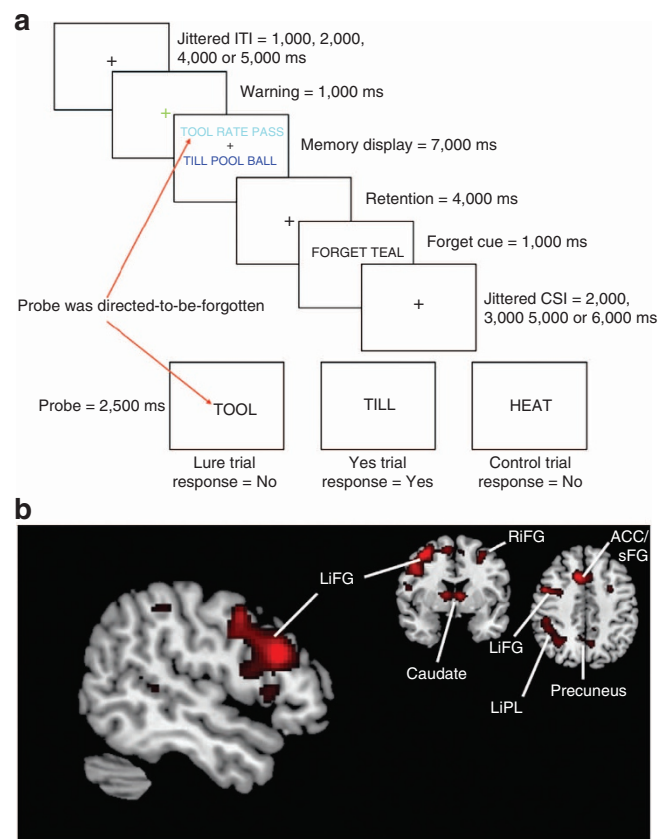 a
Jittered ITI = 1,000, 2,000,
4,000 or 5,000 ms
+
Warning = 1,000 ms
+
TOOL RATE PASS
+
TILL POOL BALL
Memory display = 7,000 ms
Retention = 4,000 ms
+
FORGET TEAL
Forget cue = 1,000 ms
+
Jittered CSI = 2,000,
3,000 5,000 or 6,000 ms
Probe was directed-to-be-forgotten
Probe = 2,500 ms
TOOL
TILL
HEAT
Lure trial
response = No
Yes trial
response = Yes
Control trial
response = No
b
LiFG
RiFG
ACC/
sFG
LiFG
Caudate
LiPL
Precuneus